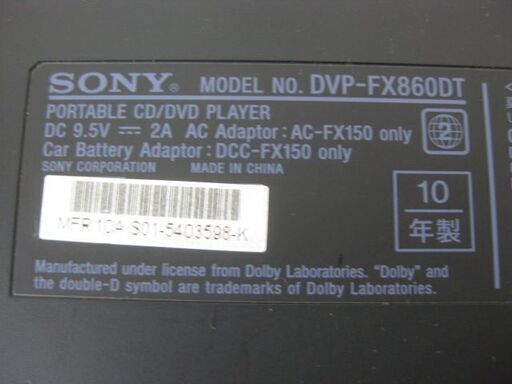 SONY® MODEL NO. DVP-FX860DT
PORTABLE CD/DVD PLAYER
DC 9.5V ⎓ 2A AC Adaptor: AC-FX150 only
Car Battery Adaptor: DCC-FX150 only
SONY CORPORATION MADE IN CHINA
2
MFR 10A S01-5403598-K
10
年製
Manufactured under license from Dolby Laboratories. "Dolby" and
the double-D symbol are trademarks of Dolby Laboratories.